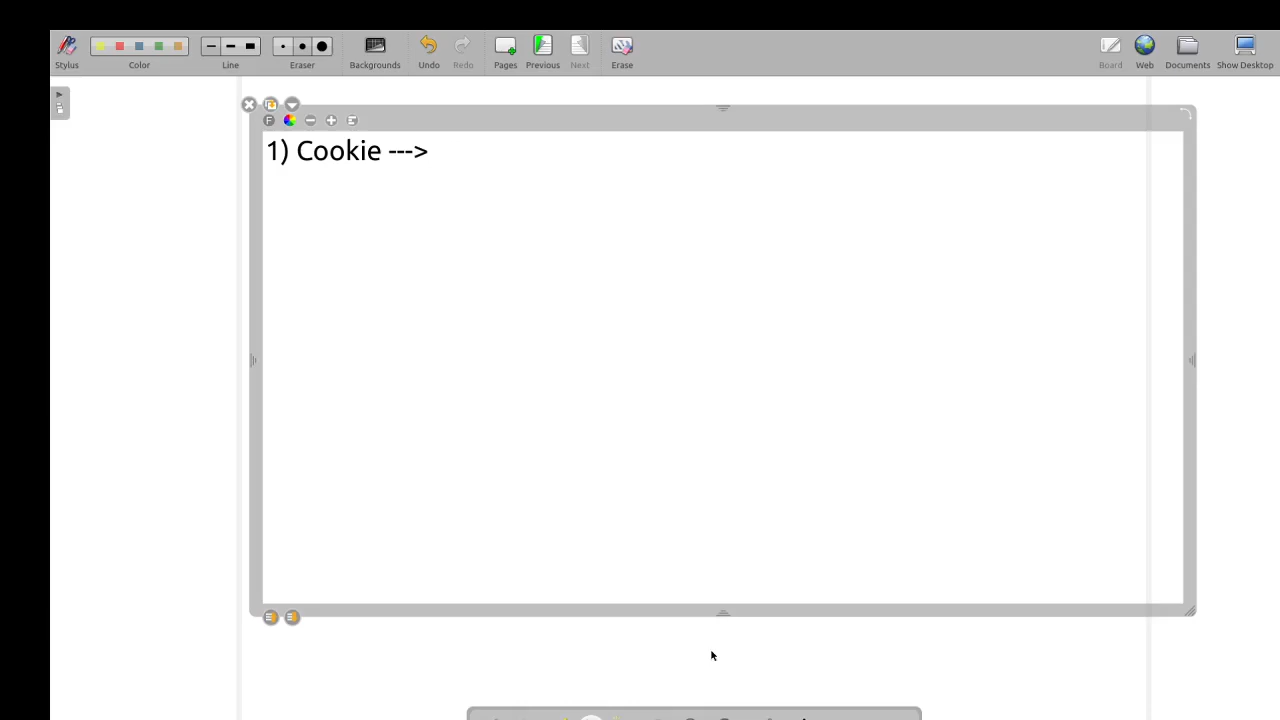 Stylus Color Line Eraser Backgrounds Undo Redo Pages Previous Next Erase Board Web Documents Show Desktop
F
1) Cookie --->